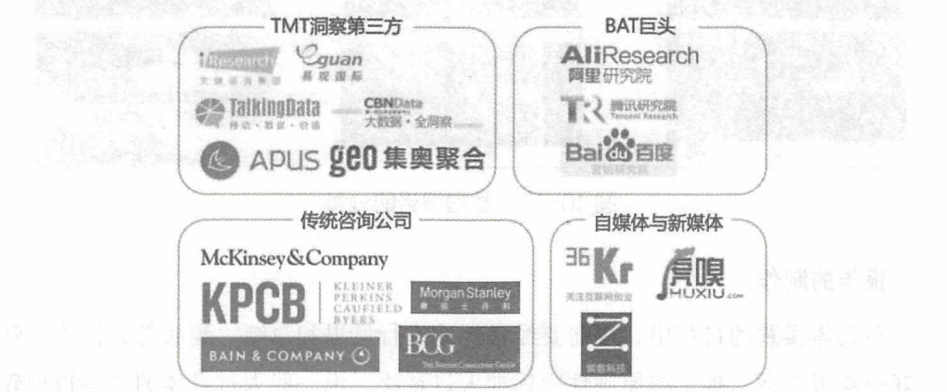 TMT洞察第三方
iResearch
艾瑞咨询集团
eguan
易观国际
TalkingData
移动·数据·价值
CBNData
大数据·全洞察
APUS
geo 集奥聚合
BAT巨头
AliResearch
阿里研究院
TR 腾讯研究院
Tencent Research
Baidu百度
营销研究院
传统咨询公司
McKinsey&Company
KPCB
KLEINER
PERKINS
CAUFIELD
BYERS
Morgan Stanley
摩根士丹利
BAIN & COMPANY
BCG
THE BOSTON CONSULTING GROUP
自媒体与新媒体
36Kr
关注互联网创业
虎嗅
HUXIU.COM